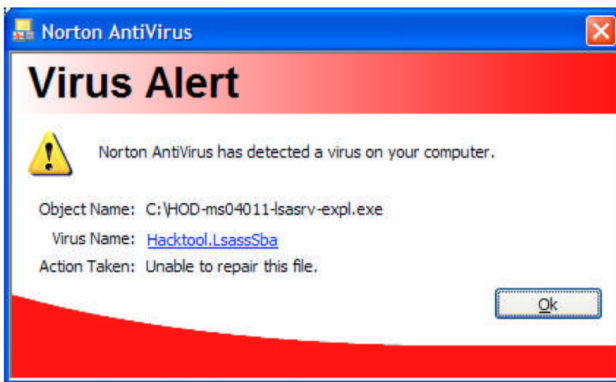 Norton AntiVirus
Virus Alert
Norton AntiVirus has detected a virus on your computer.
Object Name: C:\HOD-ms04011-lsasrv-expl.exe
Virus Name: Hacktool.LsassSba
Action Taken: Unable to repair this file.
Ok